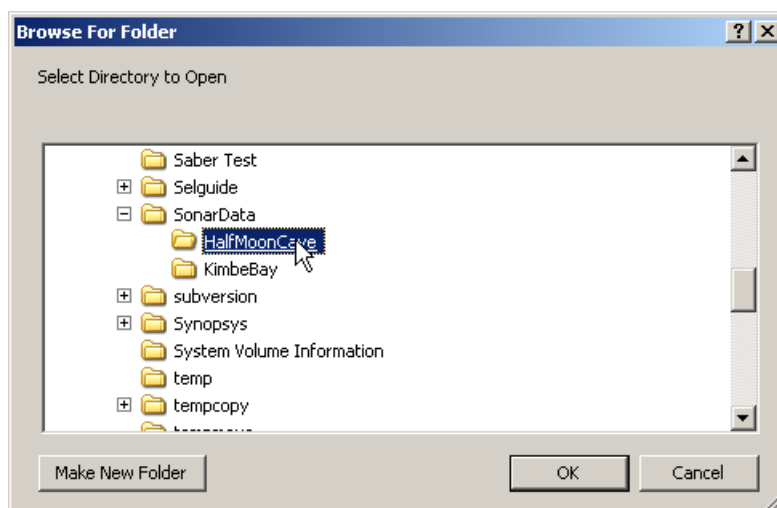 Browse For Folder
Select Directory to Open
Saber Test
Selguide
SonarData
HalfMoonCave
KimbeBay
subversion
Synopsys
System Volume Information
temp
tempcopy
Make New Folder
OK
Cancel